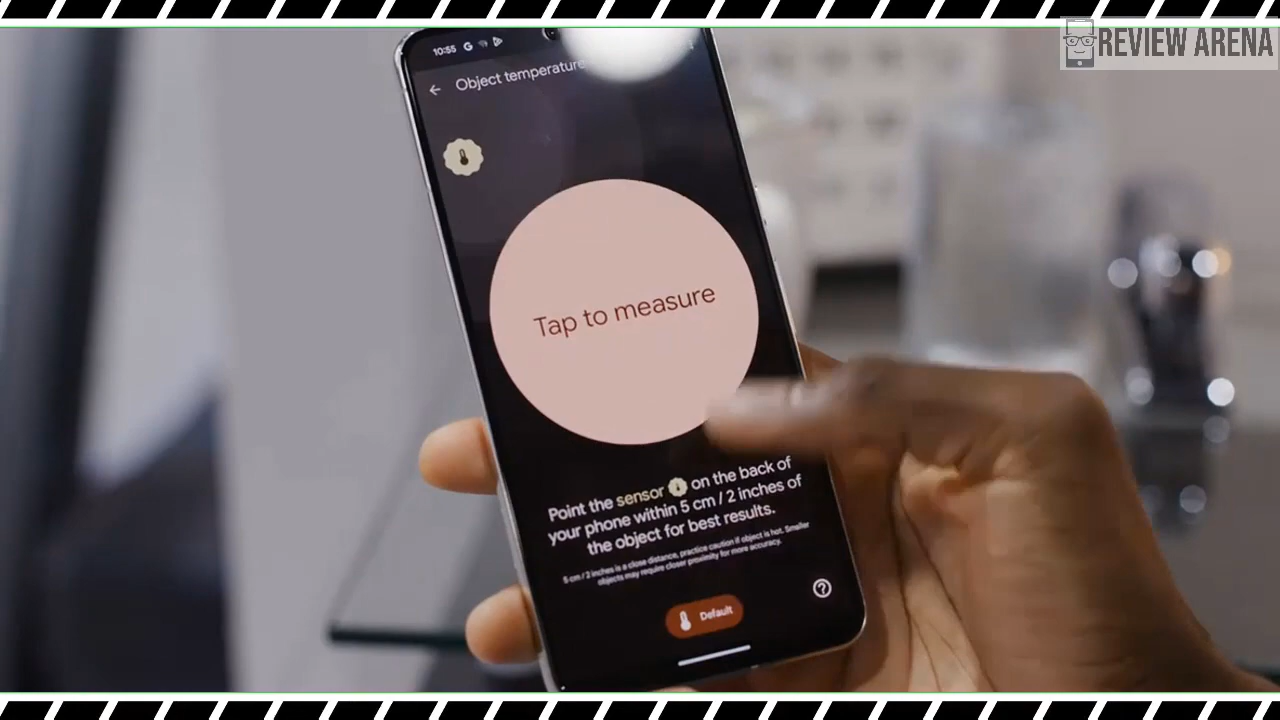 REVIEW ARENA
10:55
Object temperature
Tap to measure
Point the sensor on the back of
your phone within 5 cm / 2 inches of
the object for best results.
5 cm / 2 inches is a close distance, practice caution if object is hot. Smaller
objects may require closer proximity for more accuracy.
Default